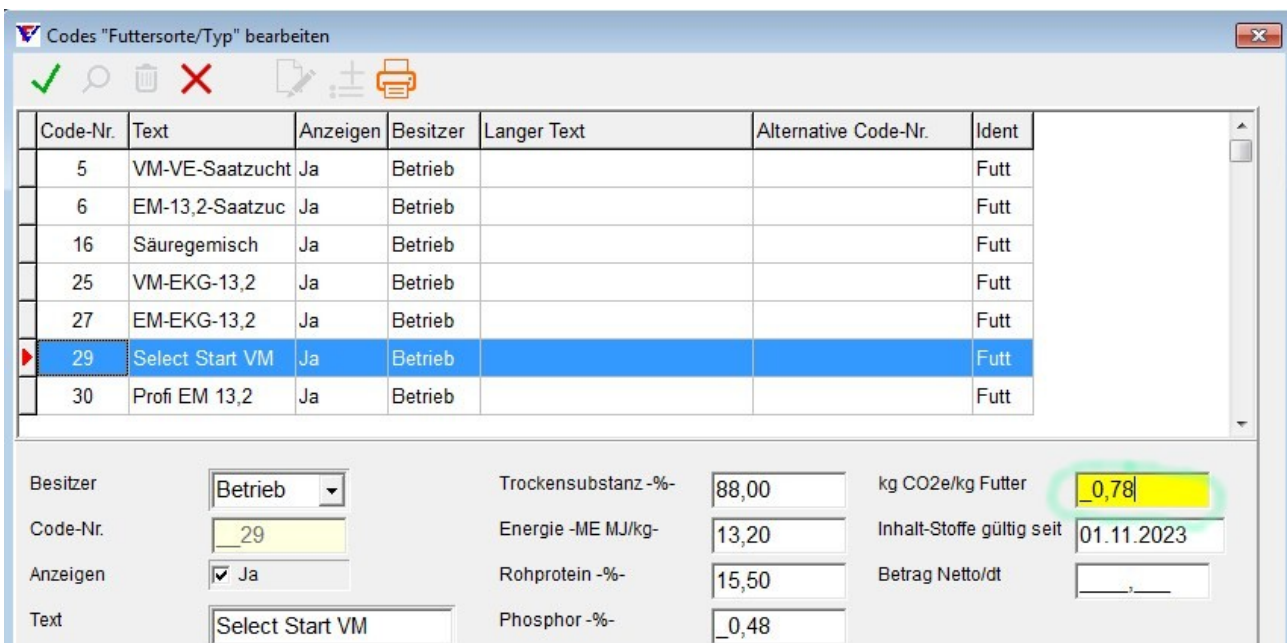 Codes "Futtersorte/Typ" bearbeiten
Code-Nr. Text Anzeigen Besitzer Langer Text Alternative Code-Nr. Ident
5 VM-VE-Saatzucht Ja Betrieb Futt
6 EM-13,2-Saatzuc Ja Betrieb Futt
16 Säuregemisch Ja Betrieb Futt
25 VM-EKG-13,2 Ja Betrieb Futt
27 EM-EKG-13,2 Ja Betrieb Futt
29 Select Start VM Ja Betrieb Futt
30 Profi EM 13,2 Ja Betrieb Futt
Besitzer Betrieb Trockensubstanz -%- 88,00 kg CO2e/kg Futter _0,78
Code-Nr. __29 Energie -ME MJ/kg- 13,20 Inhalt-Stoffe gültig seit 01.11.2023
Anzeigen Ja Rohprotein -%- 15,50 Betrag Netto/dt ____,___
Text Select Start VM Phosphor -%- _0,48